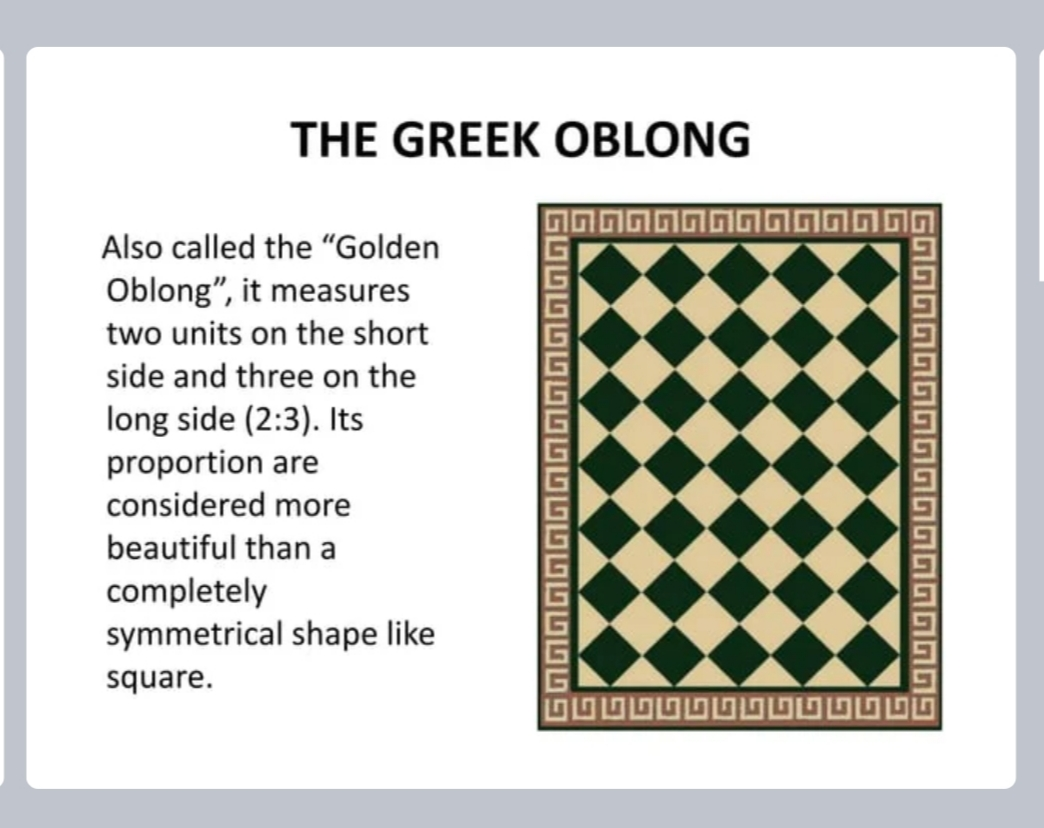 THE GREEK OBLONG
Also called the “Golden
Oblong”, it measures
two units on the short
side and three on the
long side (2:3). Its
proportion are
considered more
beautiful than a
completely
symmetrical shape like
square.